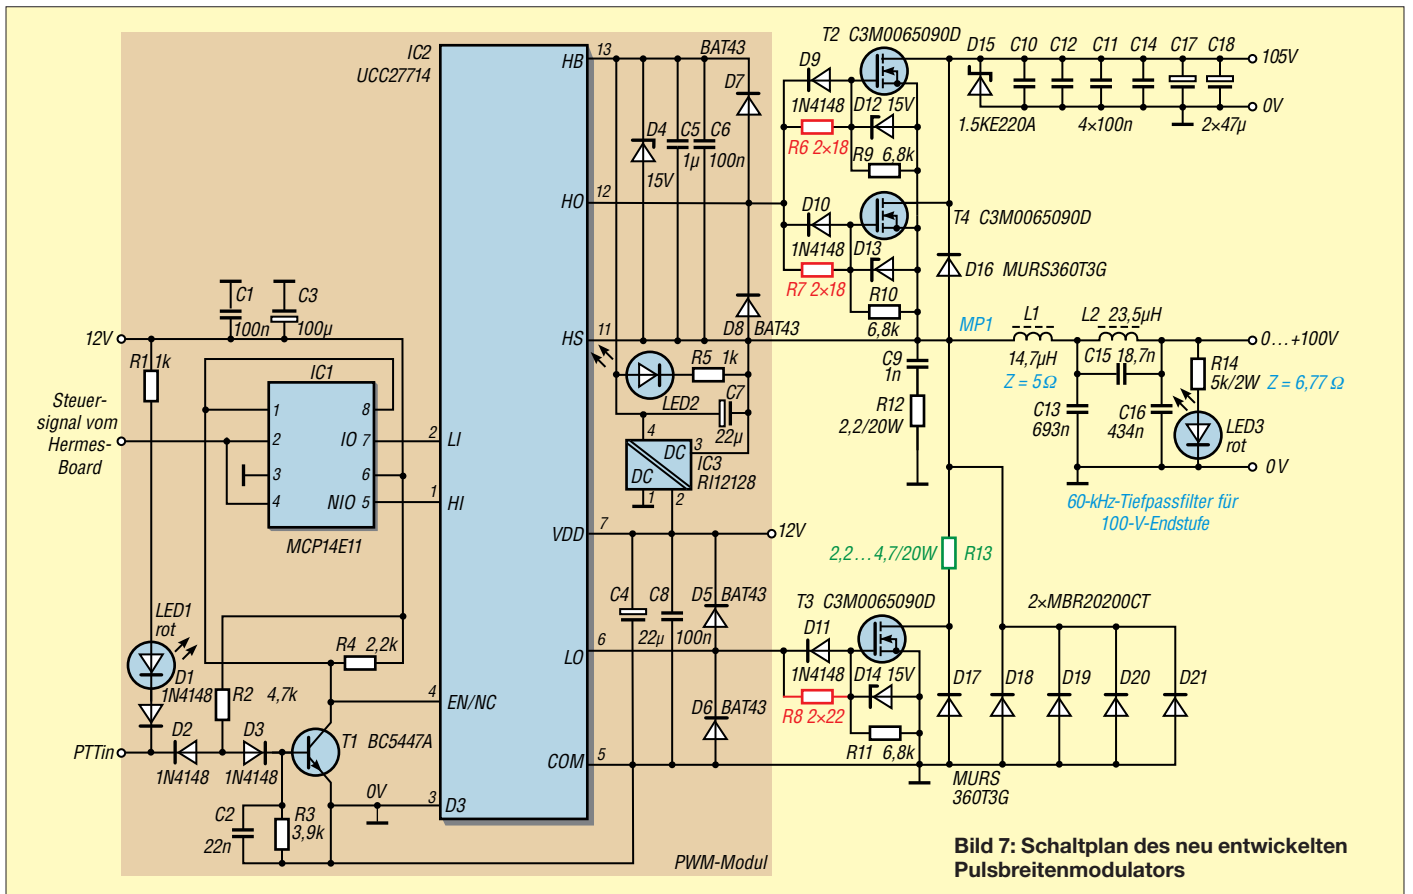 IC2
UCC27714
HB
13
BAT43
D7
D4
15V
C5
1µ
C6
100n
HO
12
T2 C3M0065090D
D9
1N4148
D12 15V
R6 2×18
R9 6,8k
D15
1.5KE220A
C10
C12
C11
C14
C17
C18
4×100n
2×47µ
105V
0V
D10
1N4148
D13
R7 2×18
R10
6,8k
T4 C3M0065090D
D16 MURS360T3G
C1
100n
C3
100µ
12V
R1 1k
HS
11
D8 BAT43
MP1
L1
14,7µH
Z = 5 Ω
L2 23,5µH
C15 18,7n
C13
693n
C16
434n
R14
5k/2W
Z = 6,77 Ω
LED3
rot
0...+100V
0V
C9
1n
R12
2,2/20W
R5 1k
LED2
C7
22µ
4
3
DC
DC
1
2
IC3
RI12128
IC1
1
8
2
IO 7
3
6
4
NIO 5
MCP14E11
Steuer-
signal vom
Hermes-
Board
2
LI
1
HI
60-kHz-Tiefpassfilter für
100-V-Endstufe
VDD
7
12V
2,2...4,7/20W
R13
C4
22µ
C8
100n
D5 BAT43
T3 C3M0065090D
D11
1N4148
D14 15V
R8 2×22
R11 6,8k
2×MBR20200CT
D17
D18
D19
D20
D21
MURS
360T3G
6
LO
D6 BAT43
LED1
rot
D1
1N4148
R4 2,2k
R2 4,7k
4
EN/NC
PTTin
D2
1N4148
D3
1N4148
T1 BC5447A
COM
5
0V
3
D3
C2
22n
R3
3,9k
PWM-Modul
Bild 7: Schaltplan des neu entwickelten
Pulsbreitenmodulators